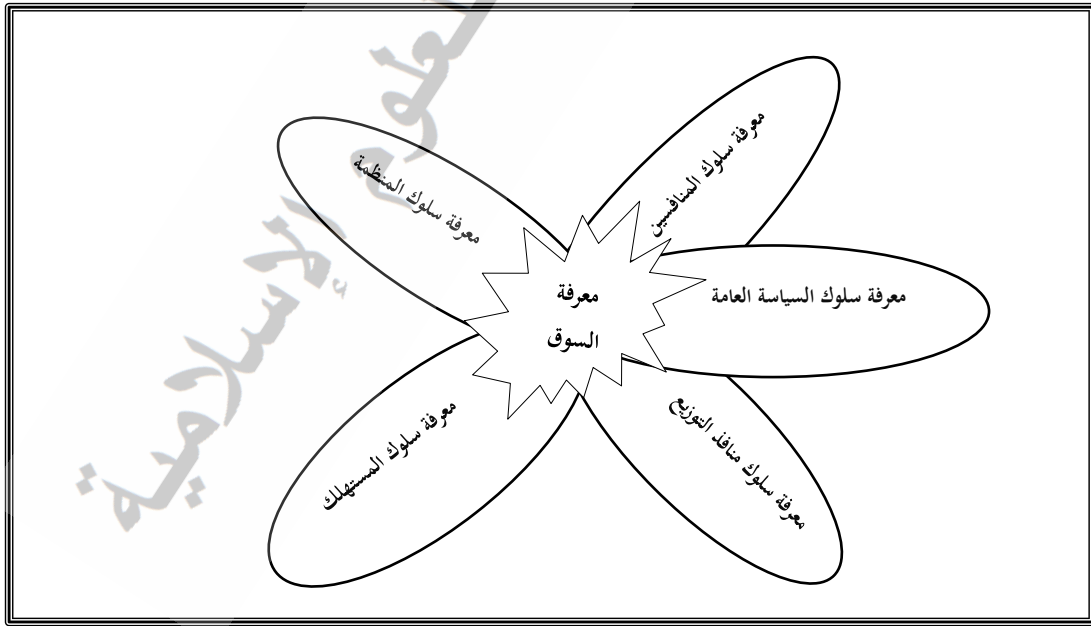 معرفة سلوك المنافسين
معرفة سلوك المنظمة
معرفة
السوق
معرفة سلوك السياسة العامة
معرفة سلوك المستهلك
معرفة سلوك منافذ التوزيع
الإسلامية